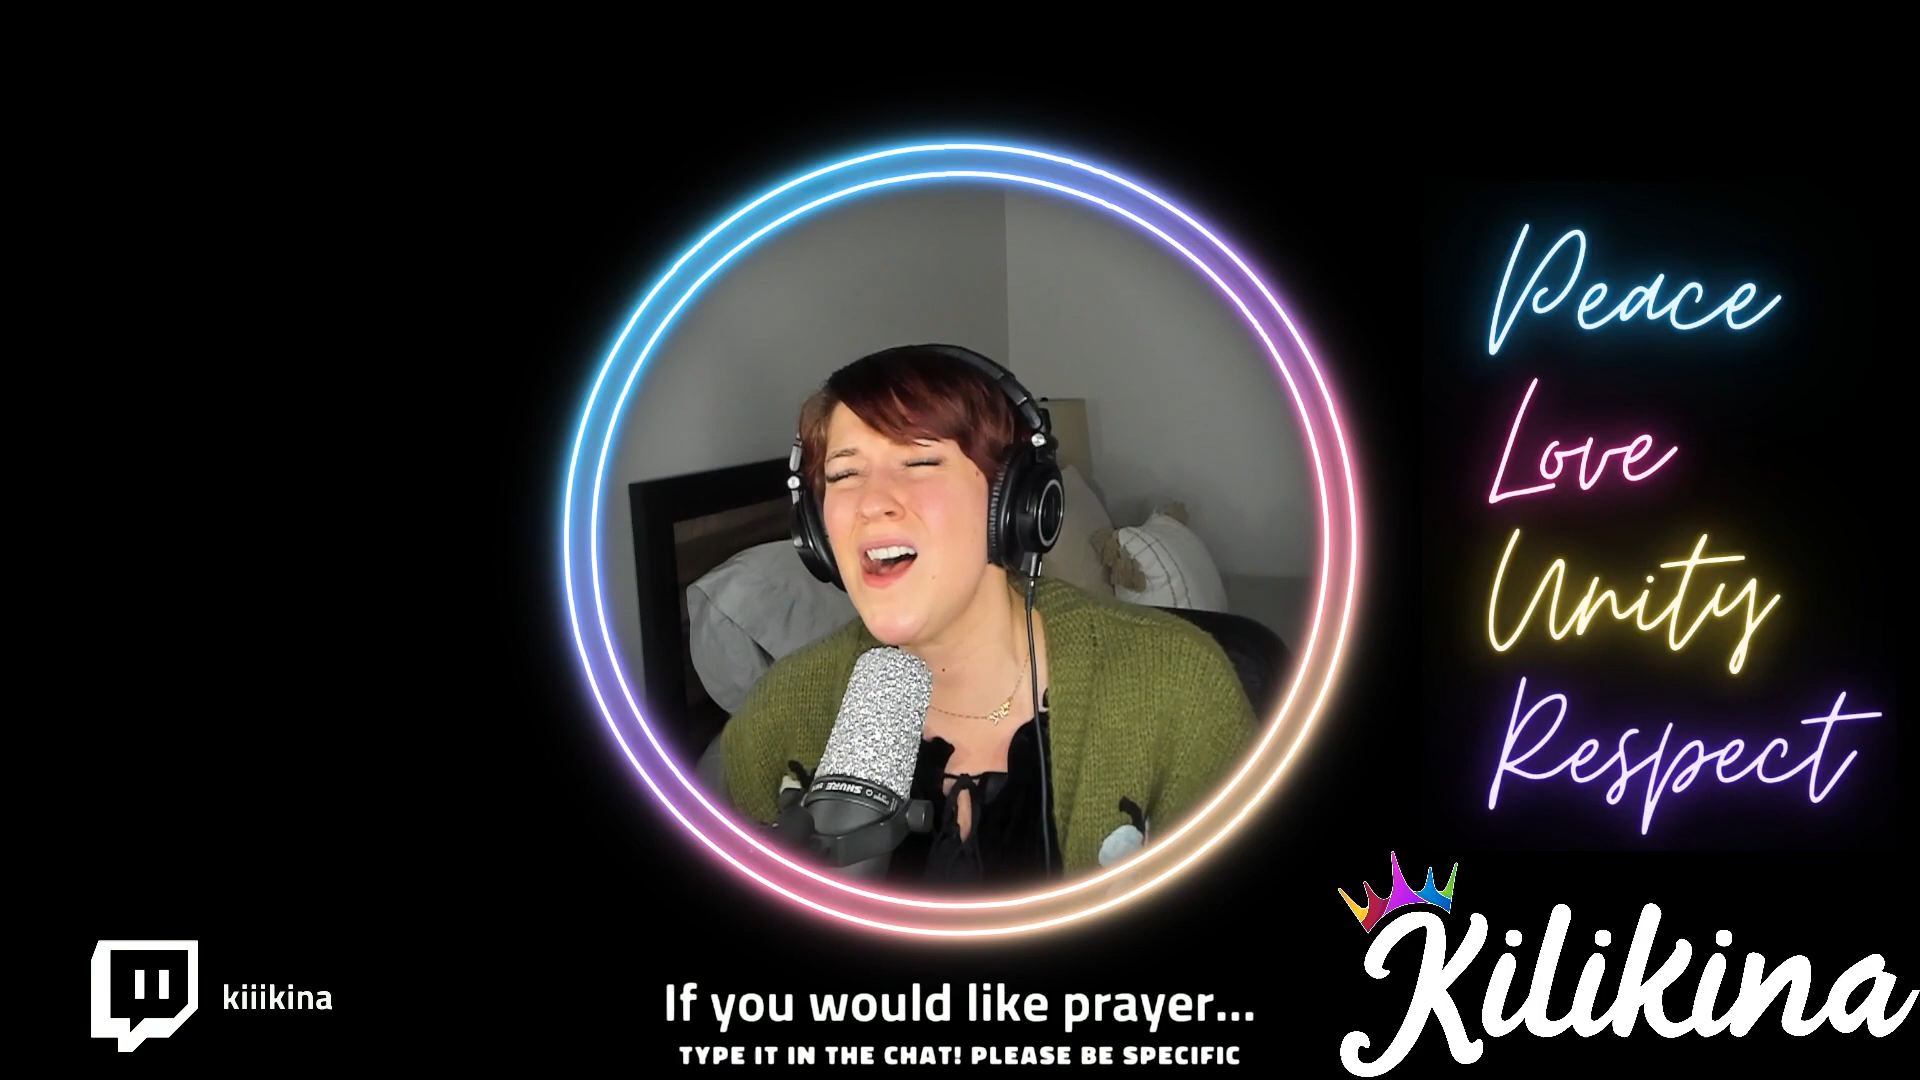 Peace
Love
Unity
Respect
SHURE
Kilikina
kiiikina
If you would like prayer...
TYPE IT IN THE CHAT! PLEASE BE SPECIFIC